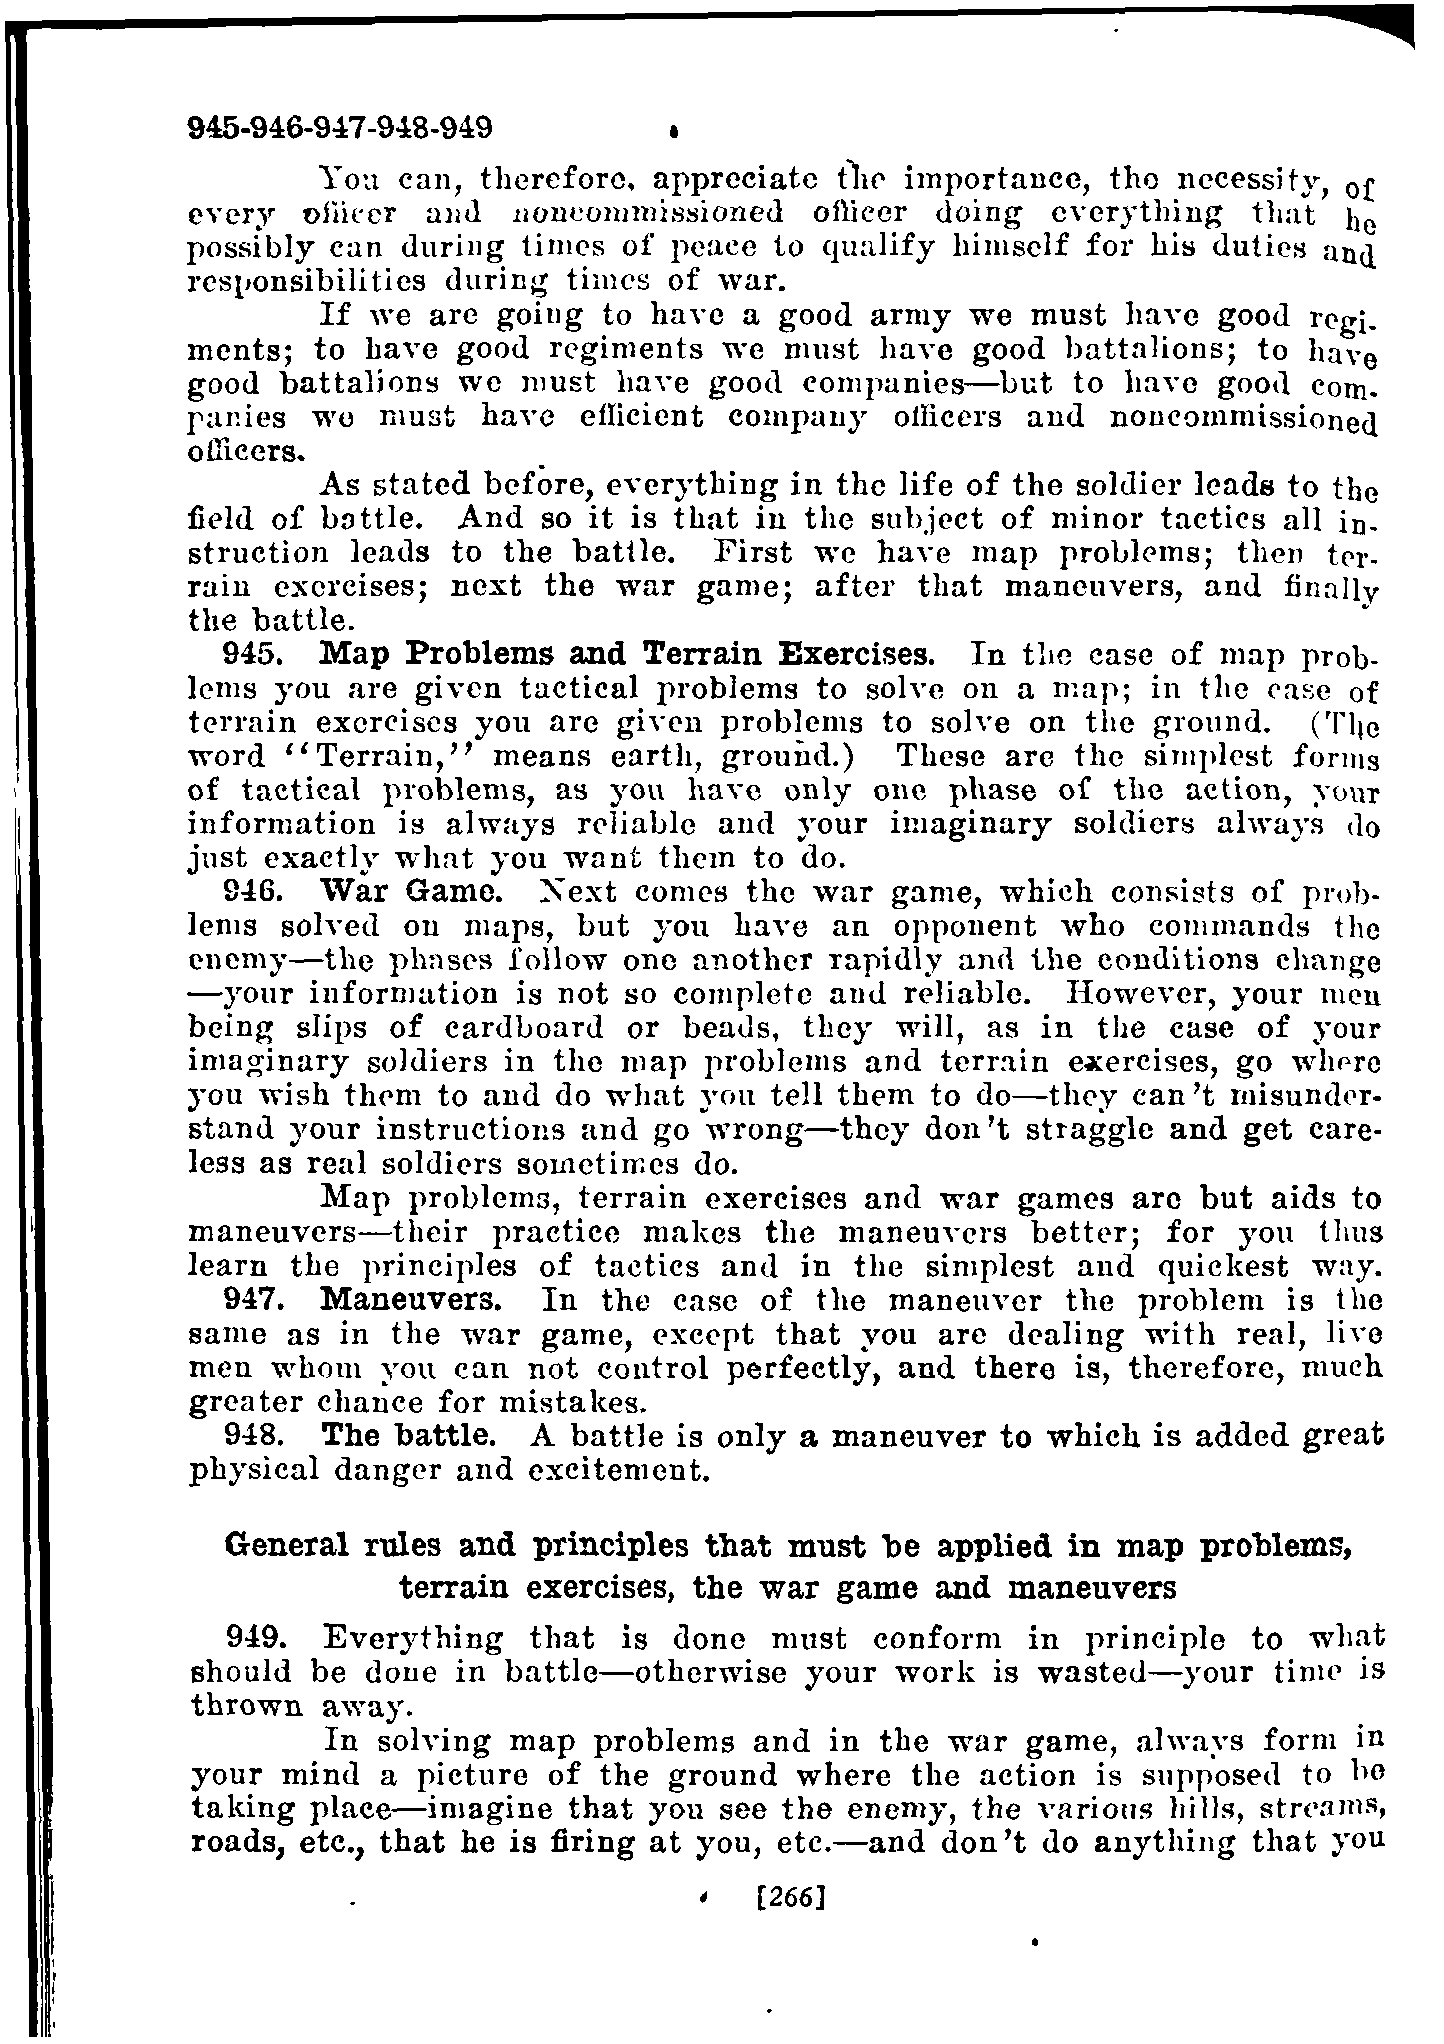 945-946-947-948-949
You can, therefore, appreciate the importance, the necessity, of
every officer and noncommissioned officer doing everything that he
possibly can during times of peace to qualify himself for his duties and
responsibilities during times of war.
If we are going to have a good army we must have good regi-
ments; to have good regiments we must have good battalions; to have
good battalions we must have good companies—but to have good com-
panies we must have efficient company officers and noncommissioned
officers.
As stated before, everything in the life of the soldier leads to the
field of battle. And so it is that in the subject of minor tactics all in-
struction leads to the battle. First we have map problems; then ter-
rain exercises; next the war game; after that maneuvers, and finally
the battle.
945. Map Problems and Terrain Exercises. In the case of map prob-
lems you are given tactical problems to solve on a map; in the case of
terrain exercises you are given problems to solve on the ground. (The
word "Terrain," means earth, ground.) These are the simplest forms
of tactical problems, as you have only one phase of the action, your
information is always reliable and your imaginary soldiers always do
just exactly what you want them to do.
946. War Game. Next comes the war game, which consists of prob-
lems solved on maps, but you have an opponent who commands the
enemy—the phases follow one another rapidly and the conditions change
—your information is not so complete and reliable. However, your men
being slips of cardboard or beads, they will, as in the case of your
imaginary soldiers in the map problems and terrain exercises, go where
you wish them to and do what you tell them to do—they can't misunder-
stand your instructions and go wrong—they don't straggle and get care-
less as real soldiers sometimes do.
Map problems, terrain exercises and war games are but aids to
maneuvers—their practice makes the maneuvers better; for you thus
learn the principles of tactics and in the simplest and quickest way.
947. Maneuvers. In the case of the maneuver the problem is the
same as in the war game, except that you are dealing with real, live
men whom you can not control perfectly, and there is, therefore, much
greater chance for mistakes.
948. The battle. A battle is only a maneuver to which is added great
physical danger and excitement.
General rules and principles that must be applied in map problems,
terrain exercises, the war game and maneuvers
949. Everything that is done must conform in principle to what
should be done in battle—otherwise your work is wasted—your time is
thrown away.
In solving map problems and in the war game, always form in
your mind a picture of the ground where the action is supposed to be
taking place—imagine that you see the enemy, the various hills, streams,
roads, etc., that he is firing at you, etc.—and don't do anything that you
[266]